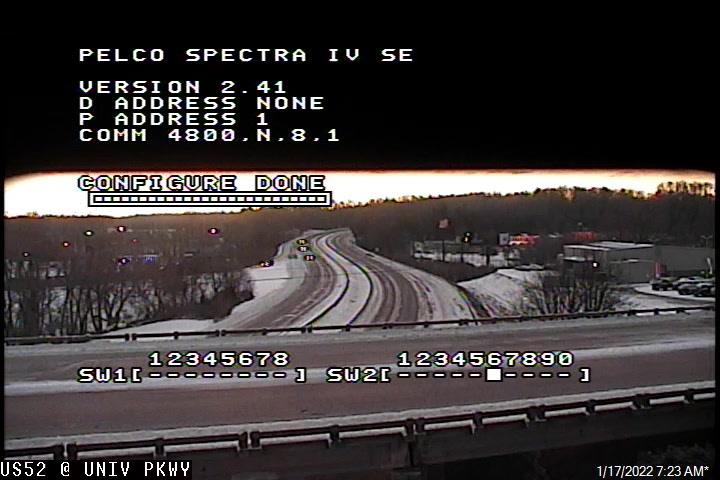 PELCO SPECTRA IV SE
VERSION 2.41
D ADDRESS NONE
P ADDRESS 1
COMM 4800,N,8,1
CONFIGURE DONE
12345678 1234567890
SW1[--------] SW2[-----■----]
US52 @ UNIV PKWY
1/17/2022 7:23 AM*